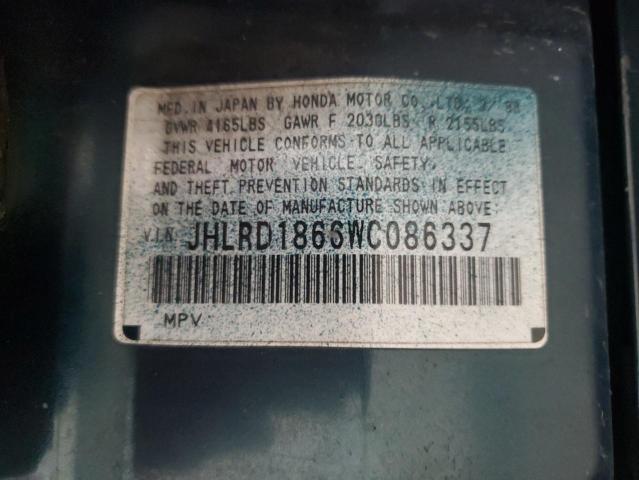 MFD. IN JAPAN BY HONDA MOTOR CO., LTD.
GVWR 4165LBS GAWR F 2030LBS R 2155LBS
THIS VEHICLE CONFORMS TO ALL APPLICABLE
FEDERAL MOTOR VEHICLE SAFETY,
AND THEFT PREVENTION STANDARDS IN EFFECT
ON THE DATE OF MANUFACTURE SHOWN ABOVE.
V.I.N. JHLRD1866WC086337
MPV